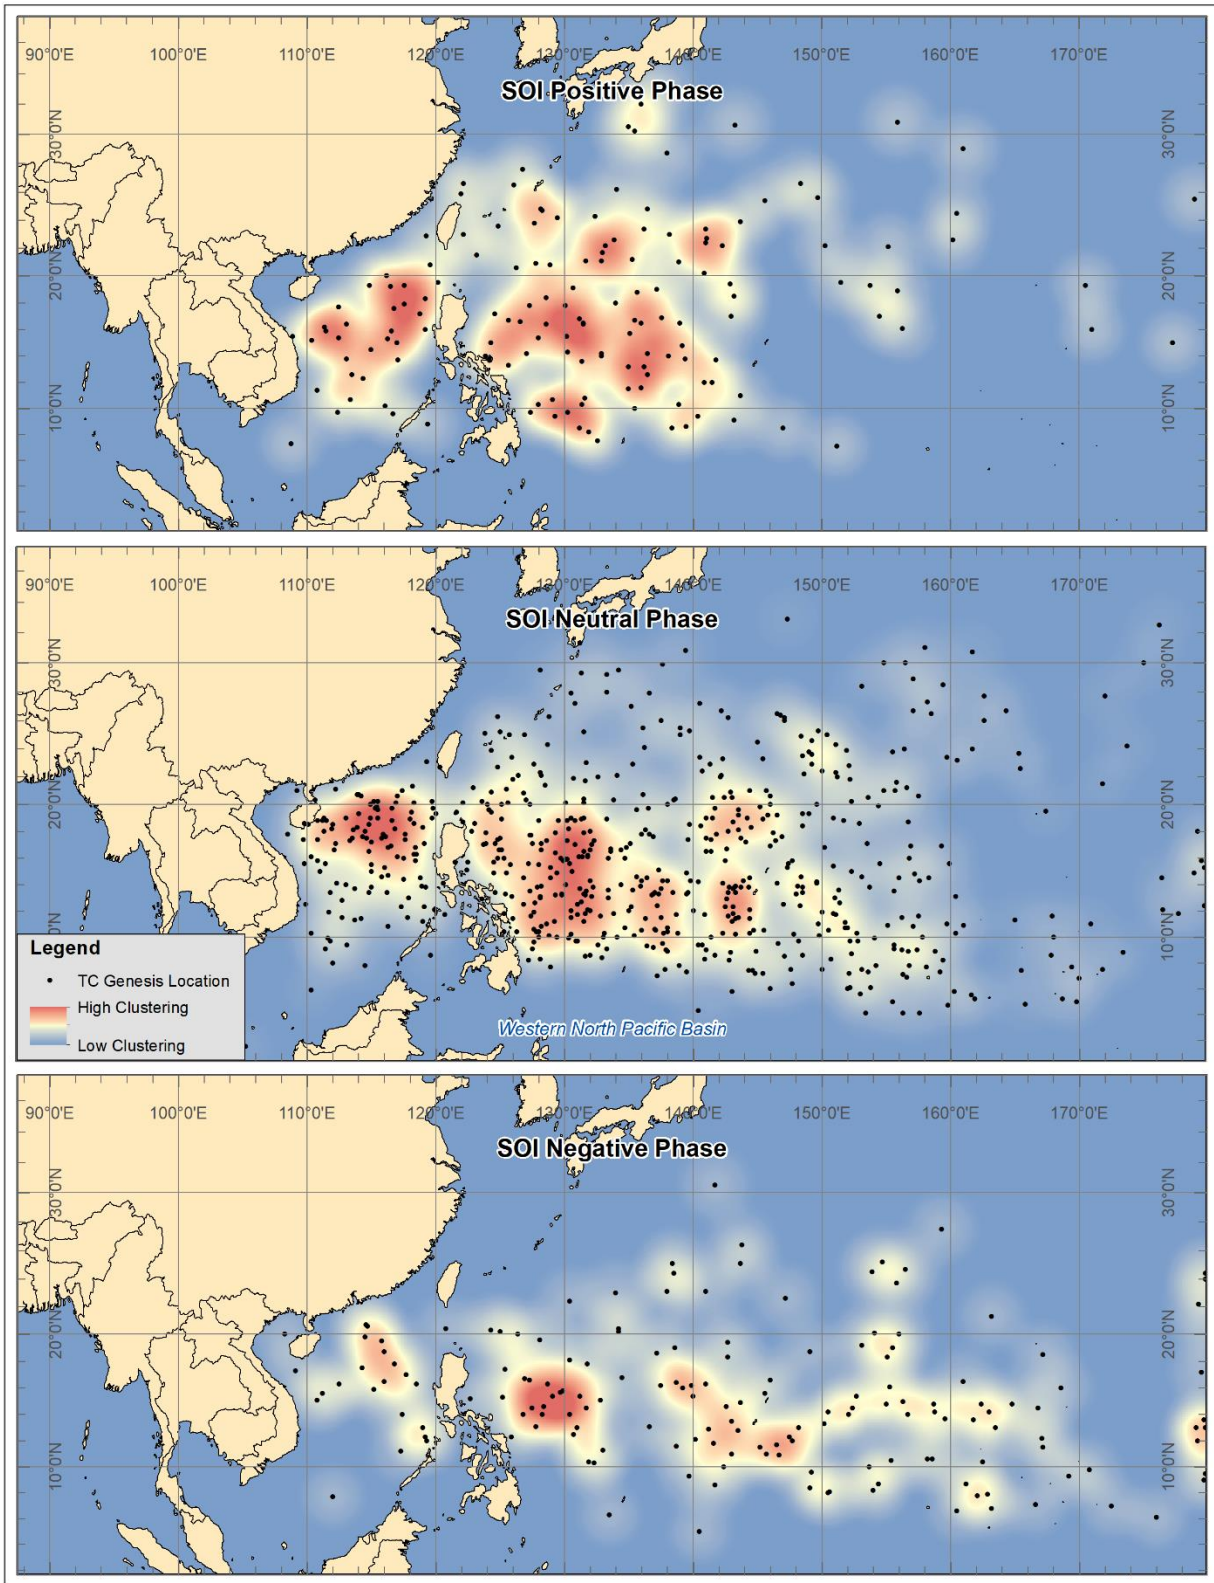 90°0'E 100°0'E 110°0'E 120°0'E 130°0'E 140°0'E 150°0'E 160°0'E 170°0'E
SOI Positive Phase
30°0'N 30°0'N
20°0'N 20°0'N
10°0'N 10°0'N
90°0'E 100°0'E 110°0'E 120°0'E 130°0'E 140°0'E 150°0'E 160°0'E 170°0'E
SOI Neutral Phase
30°0'N 30°0'N
20°0'N 20°0'N
0'N 10°0'N
Legend
TC Genesis Location
High Clustering
Low Clustering
Western North Pacific Basin
90°0'E 100°0'E 110°0'E 120°0'E 130°0'E 140°0'E 150°0'E 160°0'E 170°0'E
SOI Negative Phase
30°0'N 30°0'N
20°0'N 20°0'N
10°0'N 10°0'N